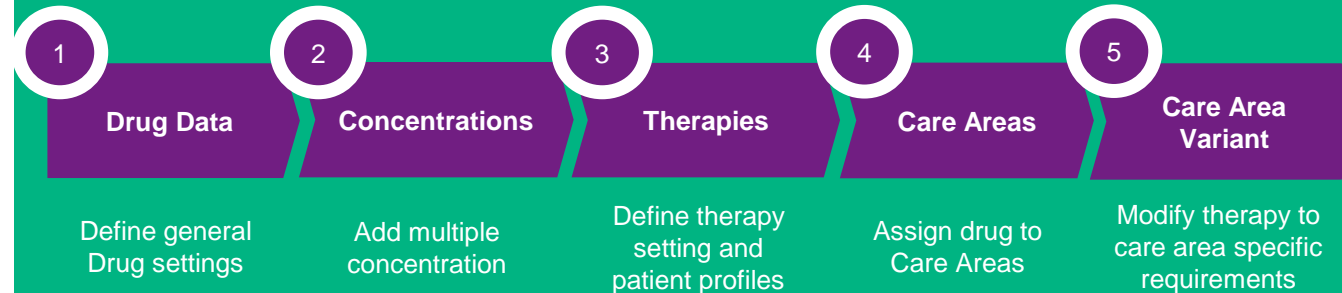 1
2
3
4
5
Drug Data
Concentrations
Therapies
Care Areas
Care Area
Variant
Define general
Drug settings
Add multiple
concentration
Define therapy
setting and
patient profiles
Assign drug to
Care Areas
Modify therapy to
care area specific
requirements